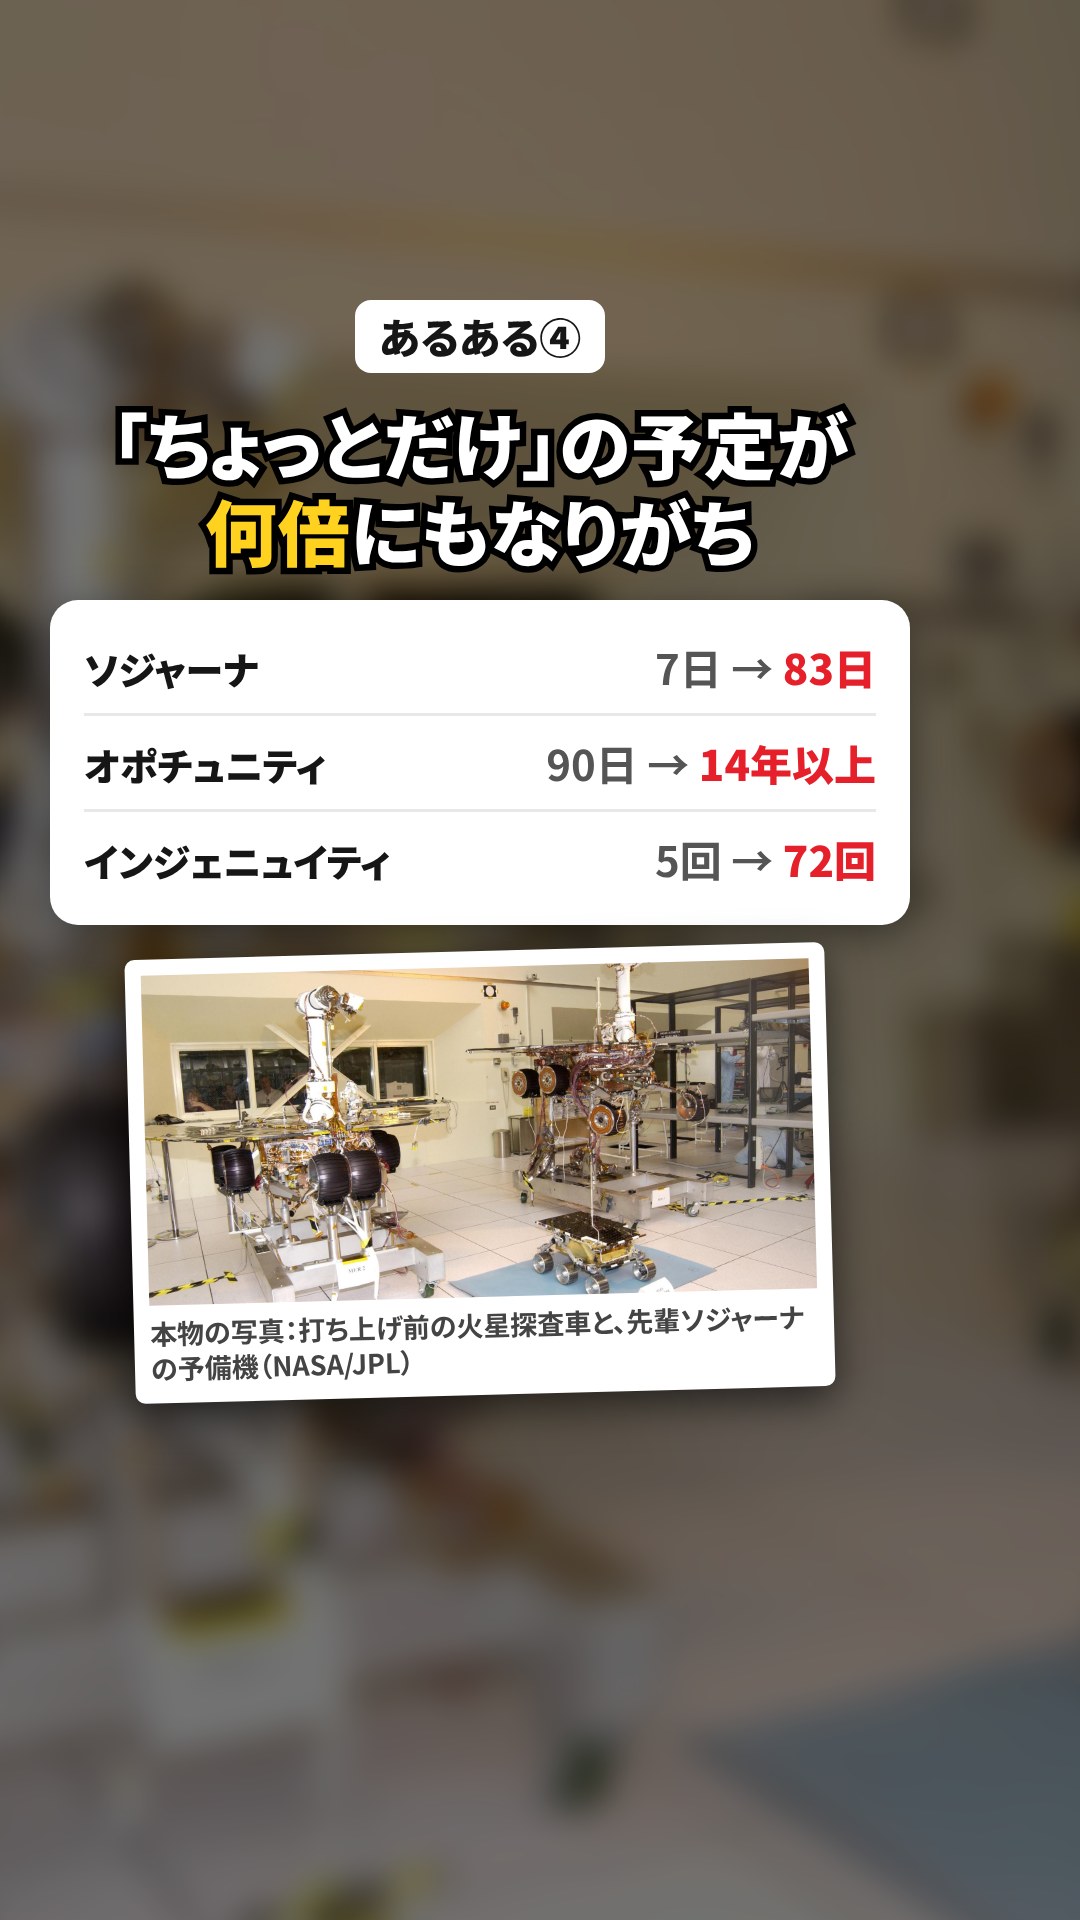 あるある④
「ちょっとだけ」の予定が
何倍にもなりがち
ソジャーナ 7日 → 83日
オポチュニティ 90日 → 14年以上
インジェニュイティ 5回 → 72回
本物の写真：打ち上げ前の火星探査車と、先輩ソジャーナ
の予備機（NASA/JPL）